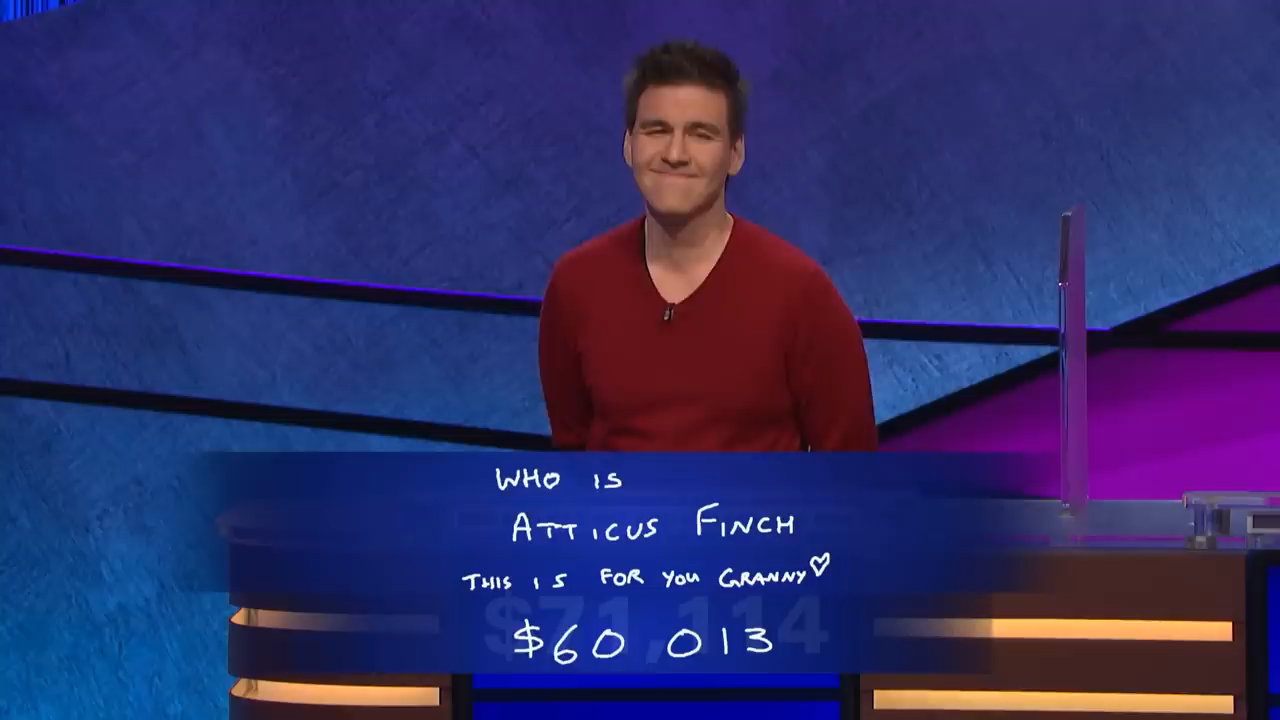 WHO IS
ATTICUS FINCH
THIS IS FOR YOU GRANNY♡
$71,114
$60,013